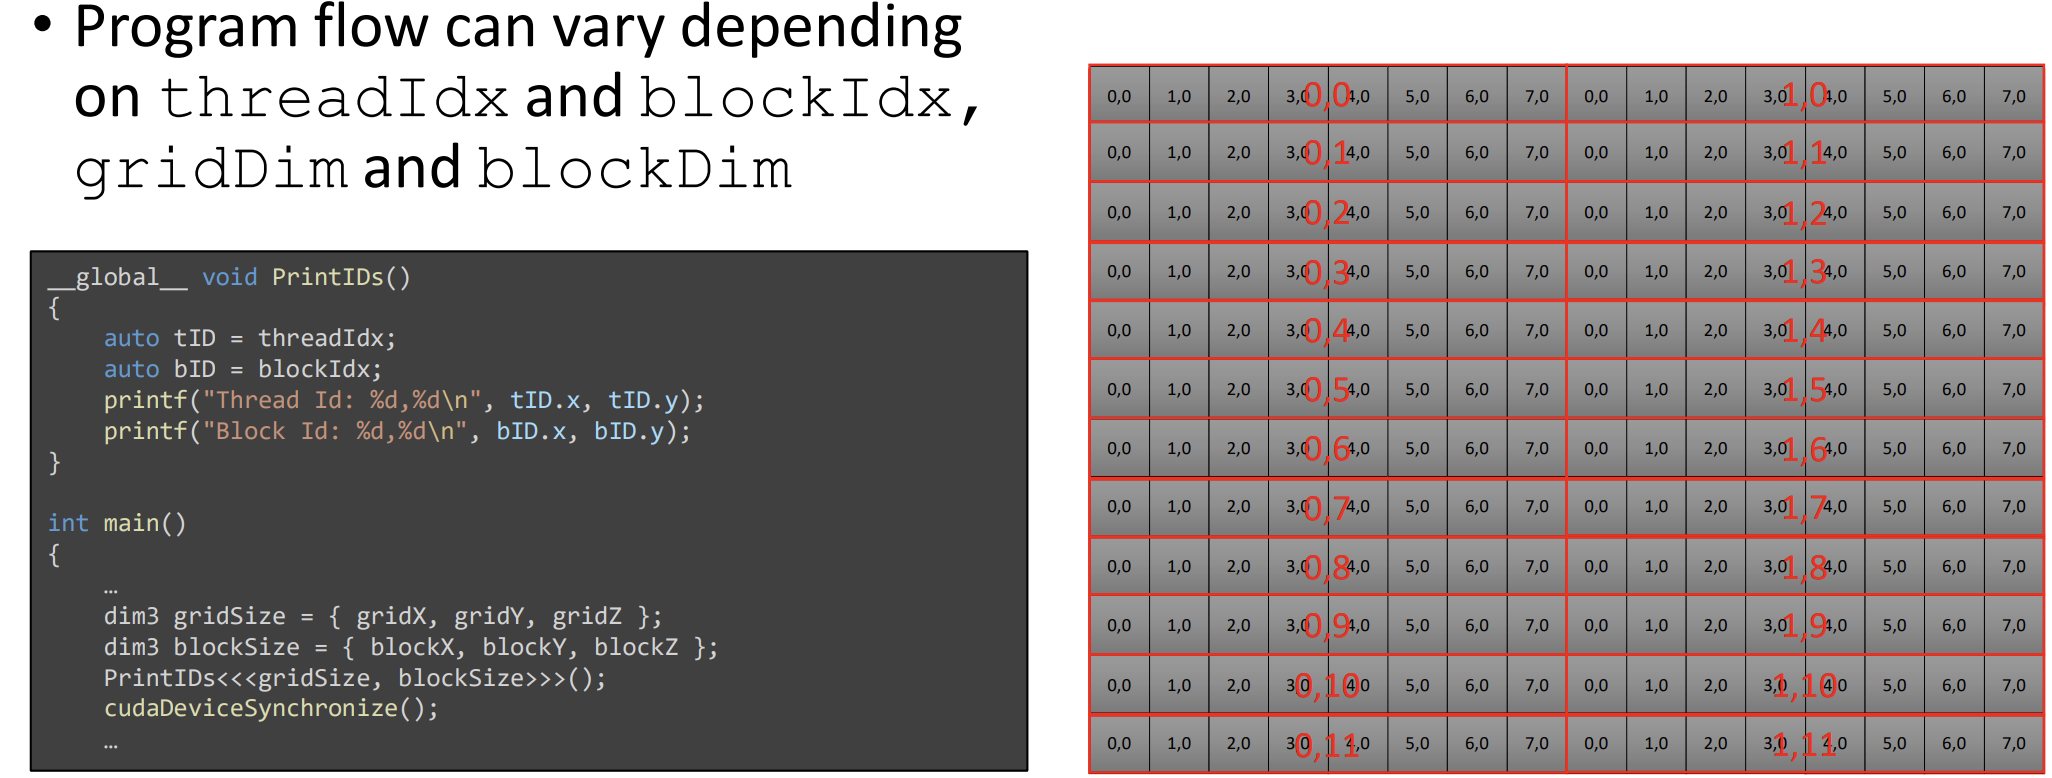 • Program flow can vary depending
on threadIdx and blockIdx,
gridDim and blockDim
__global__ void PrintIDs()
{
    auto tID = threadIdx;
    auto bID = blockIdx;
    printf("Thread Id: %d,%d\n", tID.x, tID.y);
    printf("Block Id: %d,%d\n", bID.x, bID.y);
}
int main()
{
    …
    dim3 gridSize = { gridX, gridY, gridZ };
    dim3 blockSize = { blockX, blockY, blockZ };
    PrintIDs<<<gridSize, blockSize>>>();
    cudaDeviceSynchronize();
    …
0,0 1,0 2,0 3,0 0,0 4,0 5,0 6,0 7,0 0,0 1,0 2,0 3,0 1,0 4,0 5,0 6,0 7,0
0,0 1,0 2,0 3,0 0,1 4,0 5,0 6,0 7,0 0,0 1,0 2,0 3,0 1,1 4,0 5,0 6,0 7,0
0,0 1,0 2,0 3,0 0,2 4,0 5,0 6,0 7,0 0,0 1,0 2,0 3,0 1,2 4,0 5,0 6,0 7,0
0,0 1,0 2,0 3,0 0,3 4,0 5,0 6,0 7,0 0,0 1,0 2,0 3,0 1,3 4,0 5,0 6,0 7,0
0,0 1,0 2,0 3,0 0,4 4,0 5,0 6,0 7,0 0,0 1,0 2,0 3,0 1,4 4,0 5,0 6,0 7,0
0,0 1,0 2,0 3,0 0,5 4,0 5,0 6,0 7,0 0,0 1,0 2,0 3,0 1,5 4,0 5,0 6,0 7,0
0,0 1,0 2,0 3,0 0,6 4,0 5,0 6,0 7,0 0,0 1,0 2,0 3,0 1,6 4,0 5,0 6,0 7,0
0,0 1,0 2,0 3,0 0,7 4,0 5,0 6,0 7,0 0,0 1,0 2,0 3,0 1,7 4,0 5,0 6,0 7,0
0,0 1,0 2,0 3,0 0,8 4,0 5,0 6,0 7,0 0,0 1,0 2,0 3,0 1,8 4,0 5,0 6,0 7,0
0,0 1,0 2,0 3,0 0,9 4,0 5,0 6,0 7,0 0,0 1,0 2,0 3,0 1,9 4,0 5,0 6,0 7,0
0,0 1,0 2,0 3,0 0,10 4,0 5,0 6,0 7,0 0,0 1,0 2,0 3,0 1,10 4,0 5,0 6,0 7,0
0,0 1,0 2,0 3,0 0,11 4,0 5,0 6,0 7,0 0,0 1,0 2,0 3,0 1,11 4,0 5,0 6,0 7,0